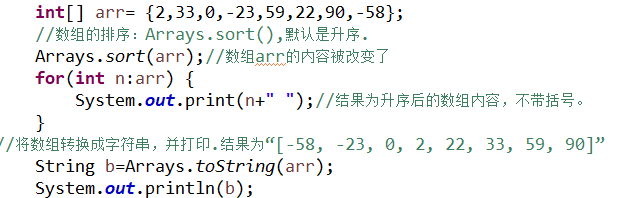 int[] arr= {2,33,0,-23,59,22,90,-58};
//数组的排序：Arrays.sort(),默认是升序.
Arrays.sort(arr);//数组arr的内容被改变了
for(int n:arr) {
System.out.print(n+" ");//结果为升序后的数组内容，不带括号。
}
//将数组转换成字符串，并打印.结果为“[-58, -23, 0, 2, 22, 33, 59, 90]”
String b=Arrays.toString(arr);
System.out.println(b);